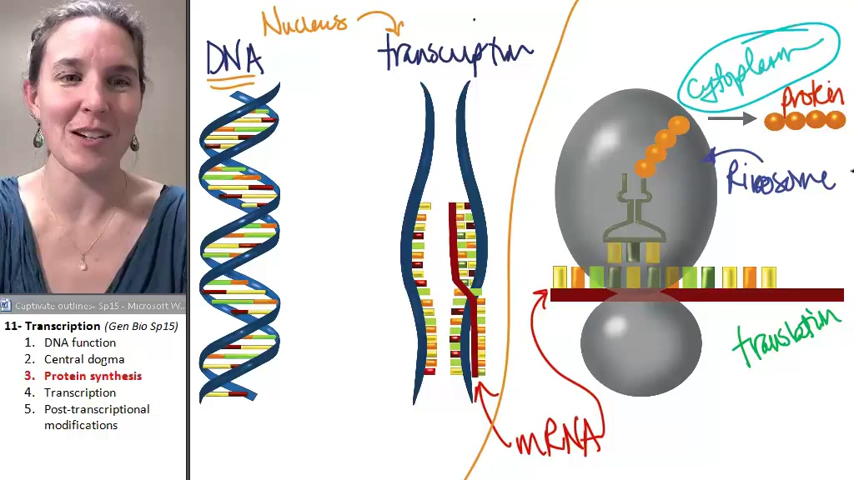 Nucleus
DNA
transcription
cytoplasm
protein
Ribosome
translation
mRNA
Captivate outlines- Sp15 - Microsoft W...
11- Transcription (Gen Bio Sp15)
1. DNA function
2. Central dogma
3. Protein synthesis
4. Transcription
5. Post-transcriptional
modifications